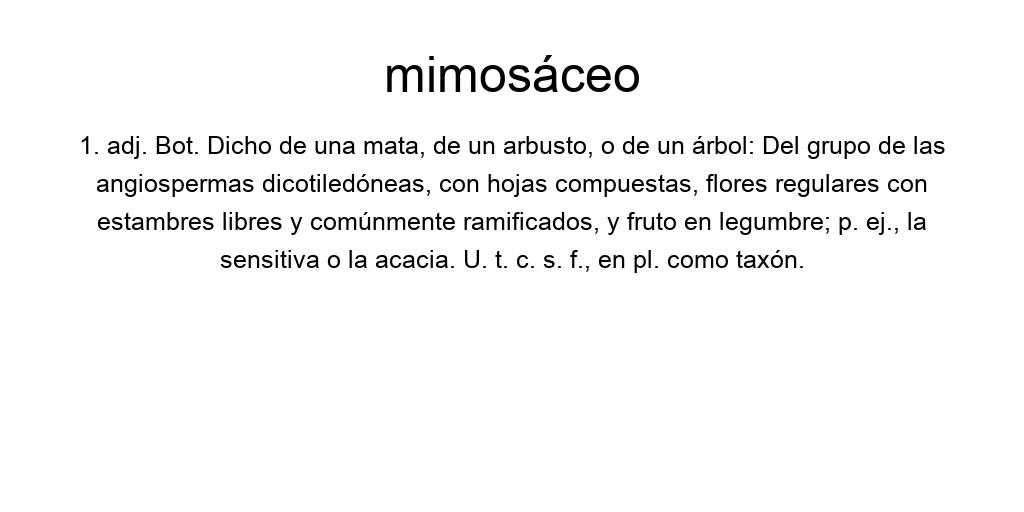 mimosáceo
1. adj. Bot. Dicho de una mata, de un arbusto, o de un árbol: Del grupo de las
angiospermas dicotiledóneas, con hojas compuestas, flores regulares con
estambres libres y comúnmente ramificados, y fruto en legumbre; p. ej., la
sensitiva o la acacia. U. t. c. s. f., en pl. como taxón.